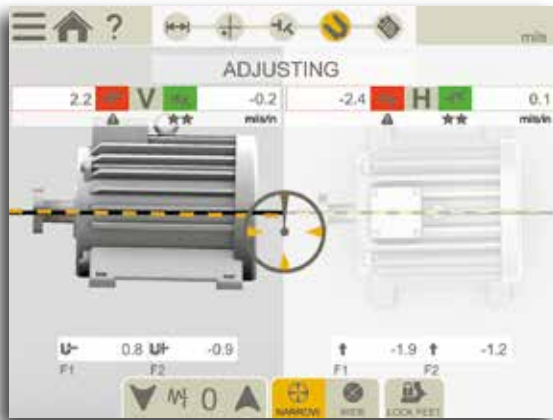 ?
mils
ADJUSTING
2.2 V -0.2 -2.4 H 0.1
mils/in mils/in
0.8 -0.9 -1.9 -1.2
F1 F2 F1 F2
0
NARROW WIDE LOCK FEET